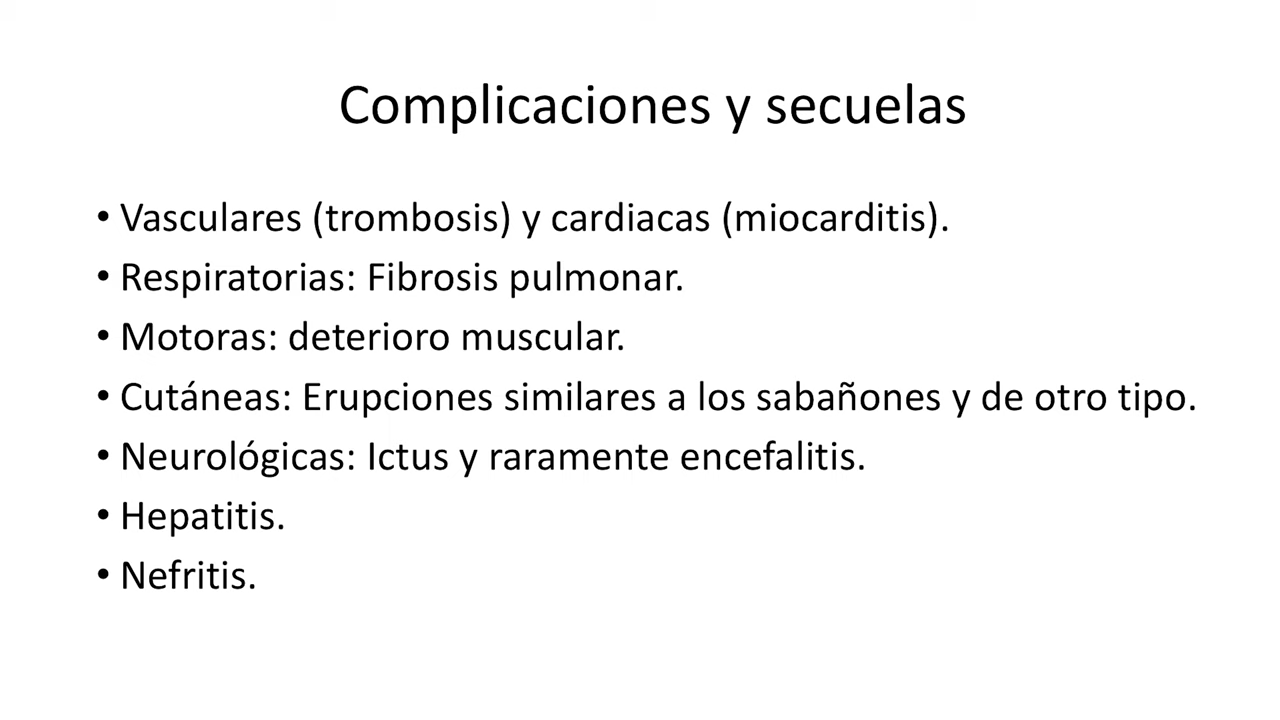 Complicaciones y secuelas
• Vasculares (trombosis) y cardiacas (miocarditis).
• Respiratorias: Fibrosis pulmonar.
• Motoras: deterioro muscular.
• Cutáneas: Erupciones similares a los sabañones y de otro tipo.
• Neurológicas: Ictus y raramente encefalitis.
• Hepatitis.
• Nefritis.